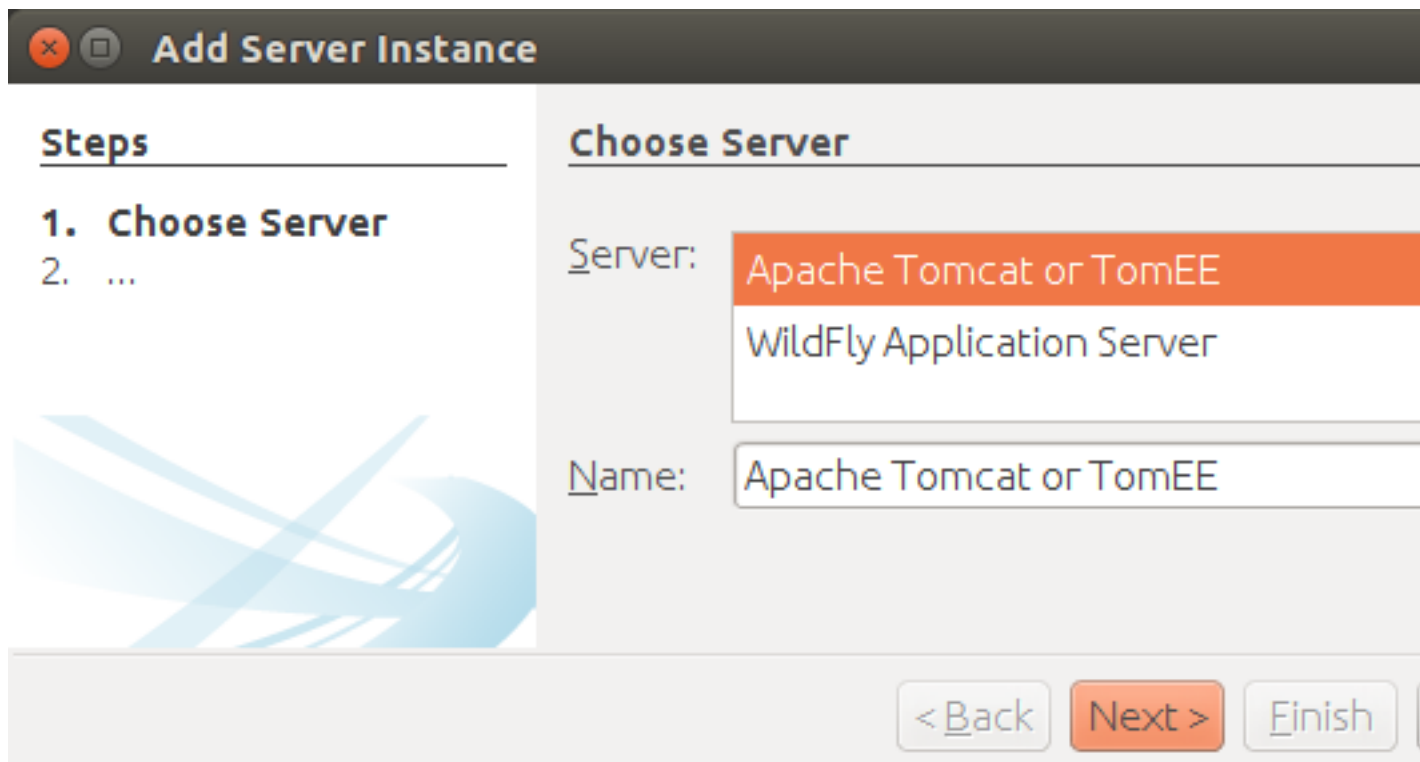 Add Server Instance
Steps
1. Choose Server
2. ...
Choose Server
Server:
Apache Tomcat or TomEE
WildFly Application Server
Name: Apache Tomcat or TomEE
< Back
Next >
Finish